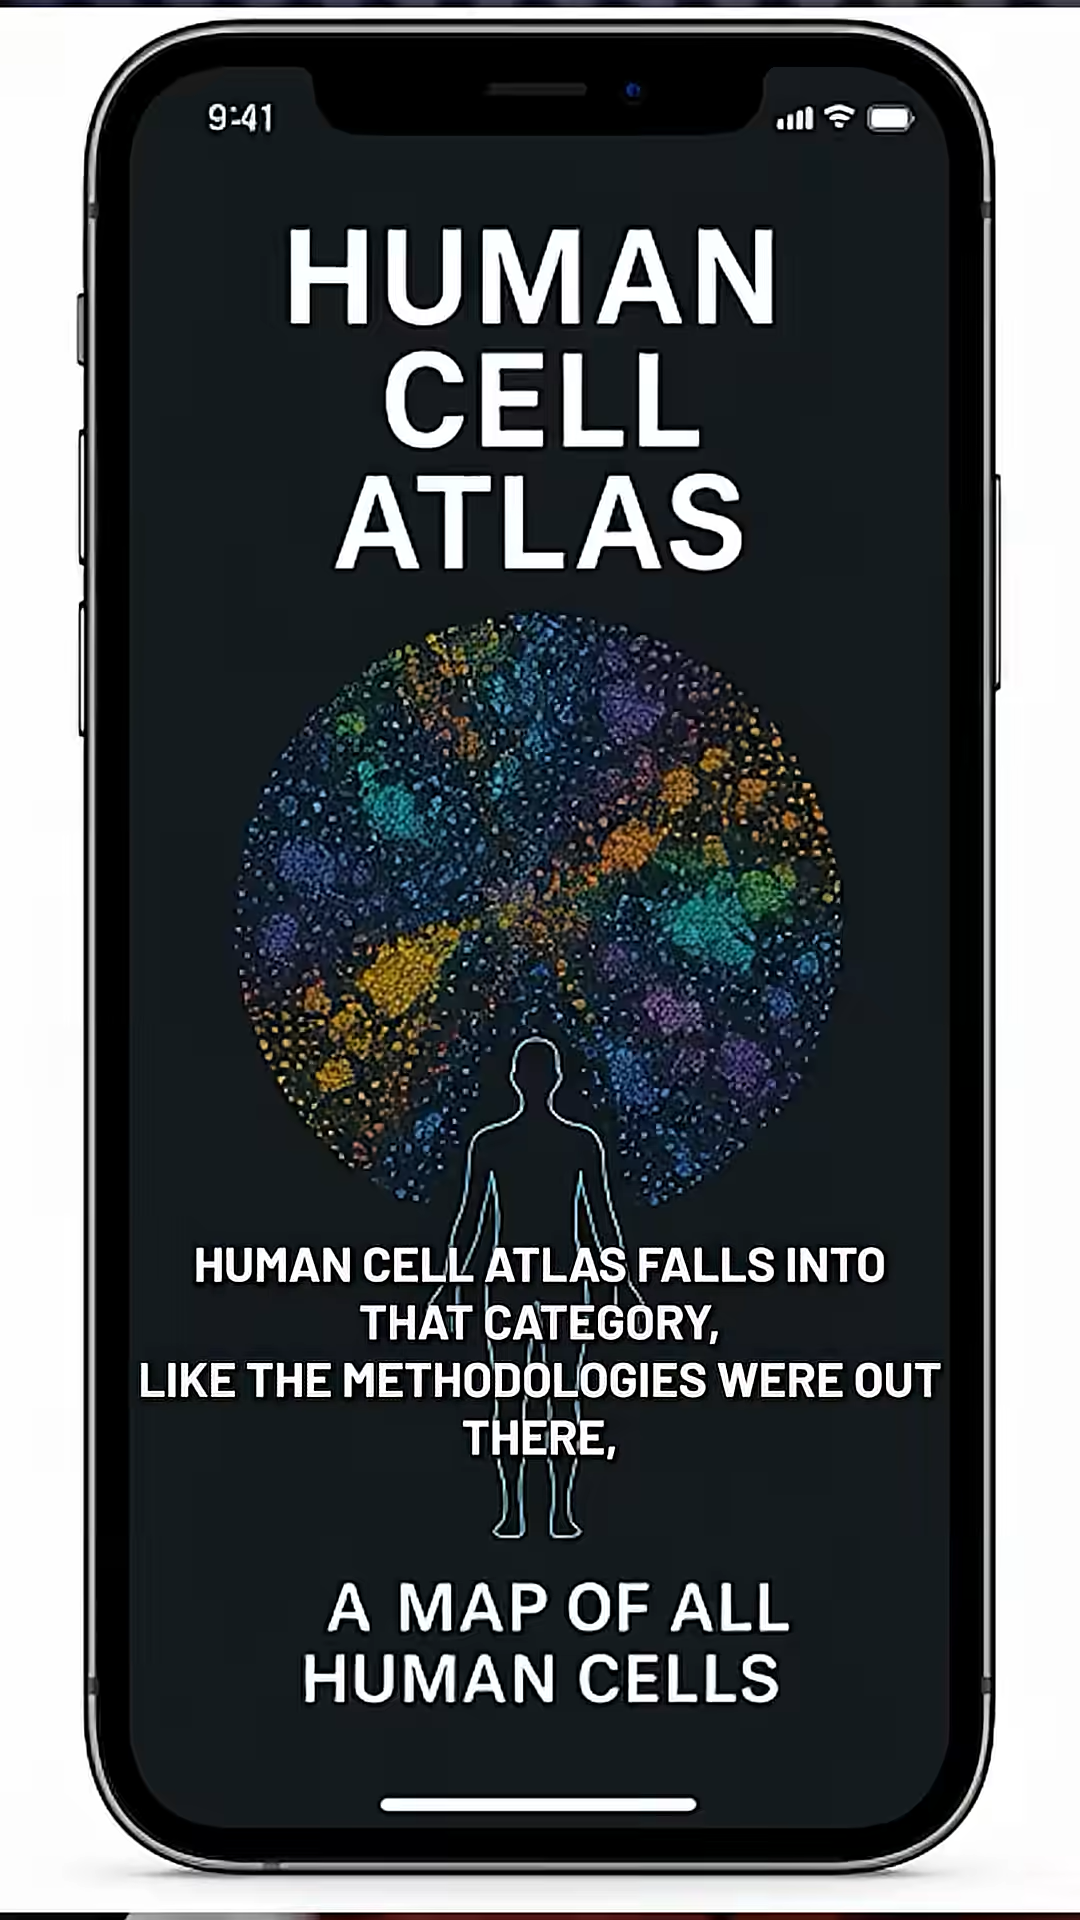 9:41
HUMAN
CELL
ATLAS
HUMAN CELL ATLAS FALLS INTO
THAT CATEGORY,
LIKE THE METHODOLOGIES WERE OUT
THERE,
A MAP OF ALL
HUMAN CELLS